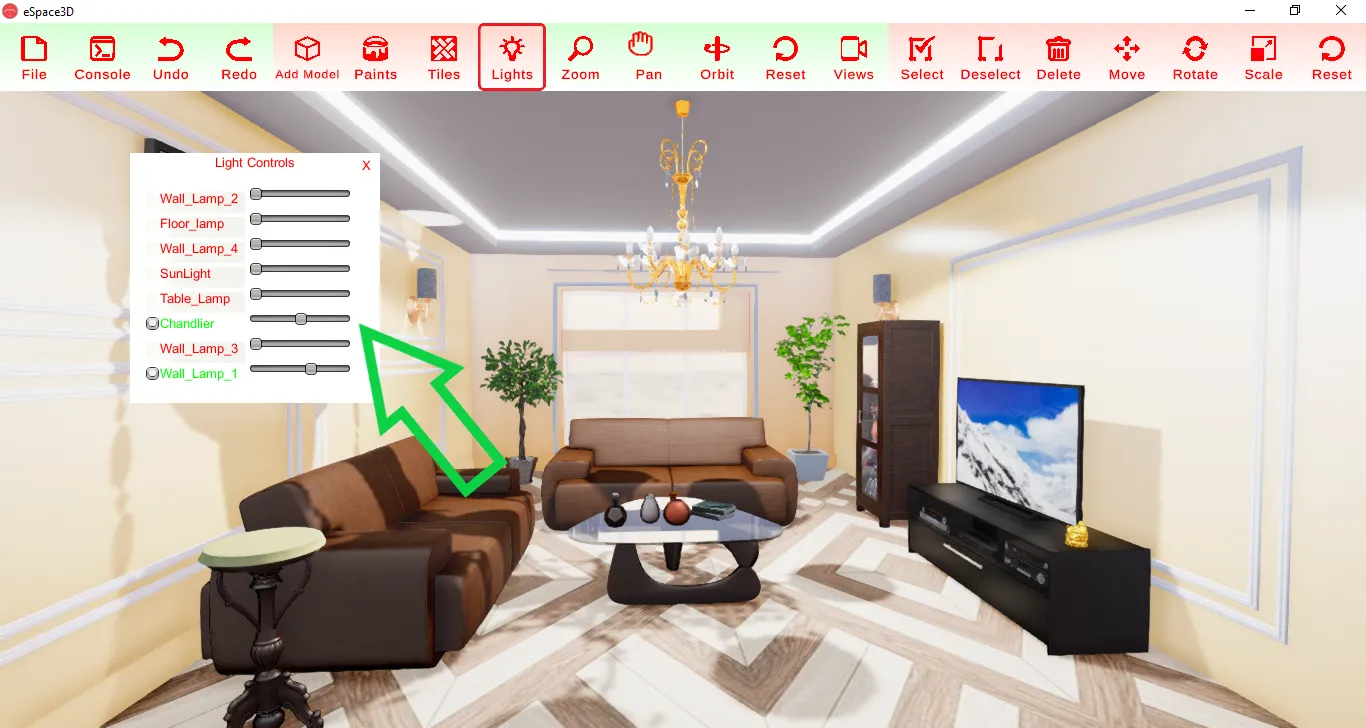 eSpace3D
File Console Undo Redo Add Model Paints Tiles Lights Zoom Pan Orbit Reset Views Select Deselect Delete Move Rotate Scale Reset
Light Controls X
Wall_Lamp_2
Floor_lamp
Wall_Lamp_4
SunLight
Table_Lamp
Chandlier
Wall_Lamp_3
Wall_Lamp_1